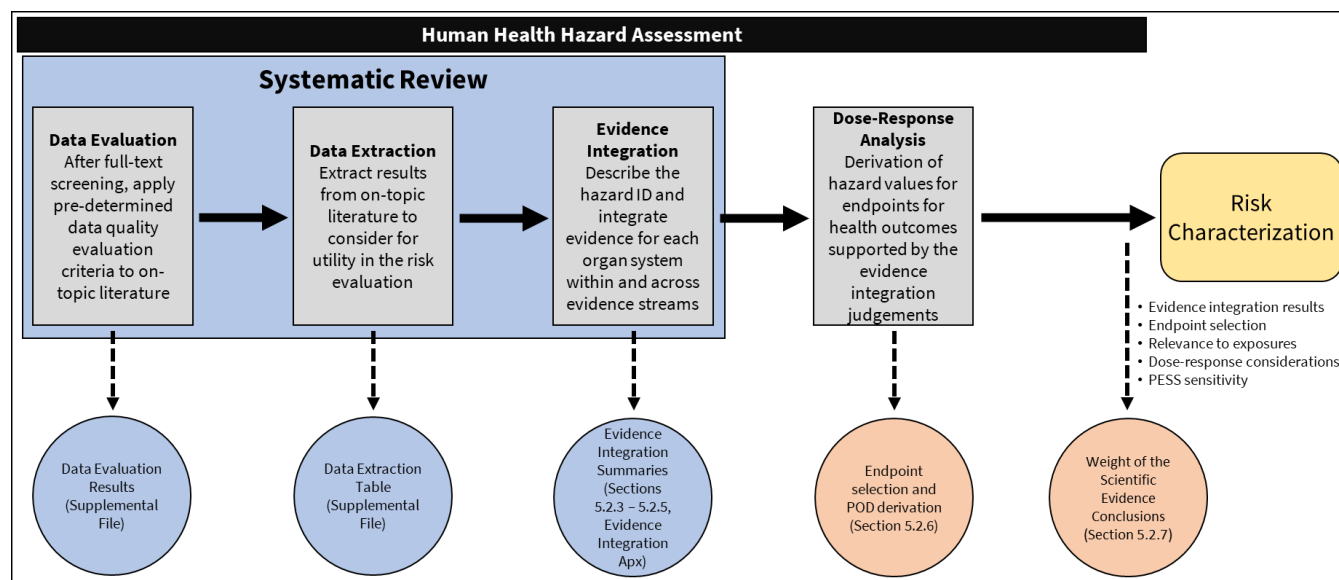 Human Health Hazard Assessment
Systematic Review
Data Evaluation
After full-text
screening, apply
pre-determined
data quality
evaluation
criteria to on-
topic literature
Data Extraction
Extract results
from on-topic
literature to
consider for
utility in the risk
evaluation
Evidence
Integration
Describe the
hazard ID and
integrate
evidence for each
organ system
within and across
evidence streams
Dose-Response
Analysis
Derivation of
hazard values for
endpoints for
health outcomes
supported by the
evidence
integration
judgements
Risk
Characterization
• Evidence integration results
• Endpoint selection
• Relevance to exposures
• Dose-response considerations
• PESS sensitivity
Data Evaluation
Results
(Supplemental
File)
Data Extraction
Table
(Supplemental
File)
Evidence
Integration
Summaries
(Sections
5.2.3 – 5.2.5,
Evidence
Integration
Apx)
Endpoint
selection and
POD derivation
(Section 5.2.6)
Weight of the
Scientific
Evidence
Conclusions
(Section 5.2.7)